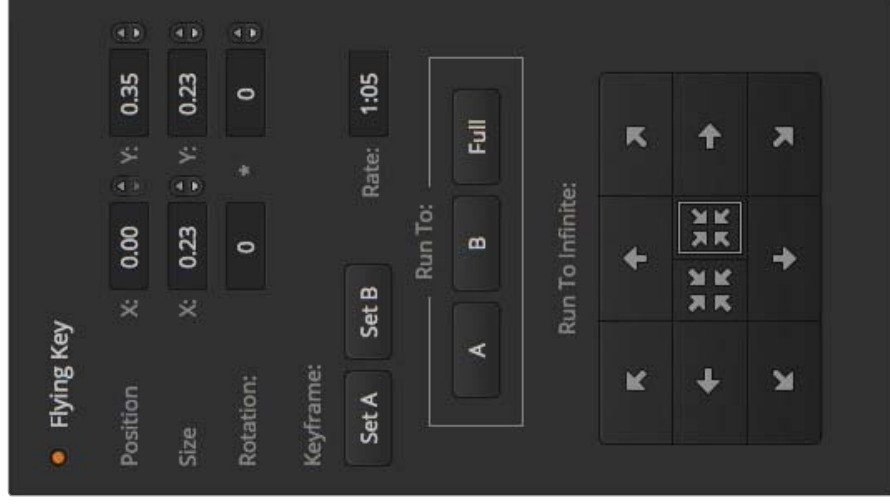 Flying Key
Position X: 0.00 Y: 0.35
Size X: 0.23 Y: 0.23
Rotation: 0 * 0
Keyframe:
Set A Set B Rate: 1:05
Run To:
A B Full
Run To Infinite: